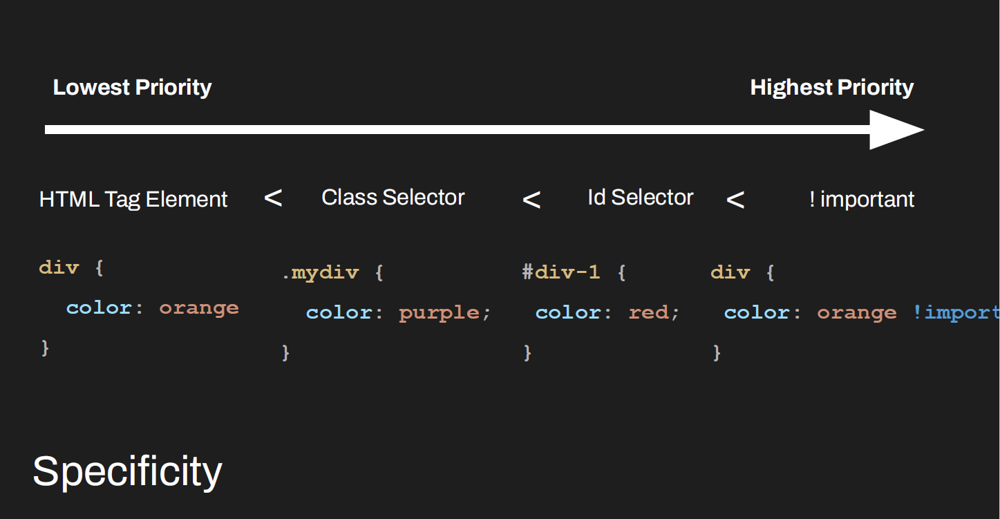 Lowest Priority Highest Priority
HTML Tag Element < Class Selector < Id Selector < ! important
div { .mydiv { #div-1 { div {
color: orange color: purple; color: red; color: orange !import
} } } }
Specificity